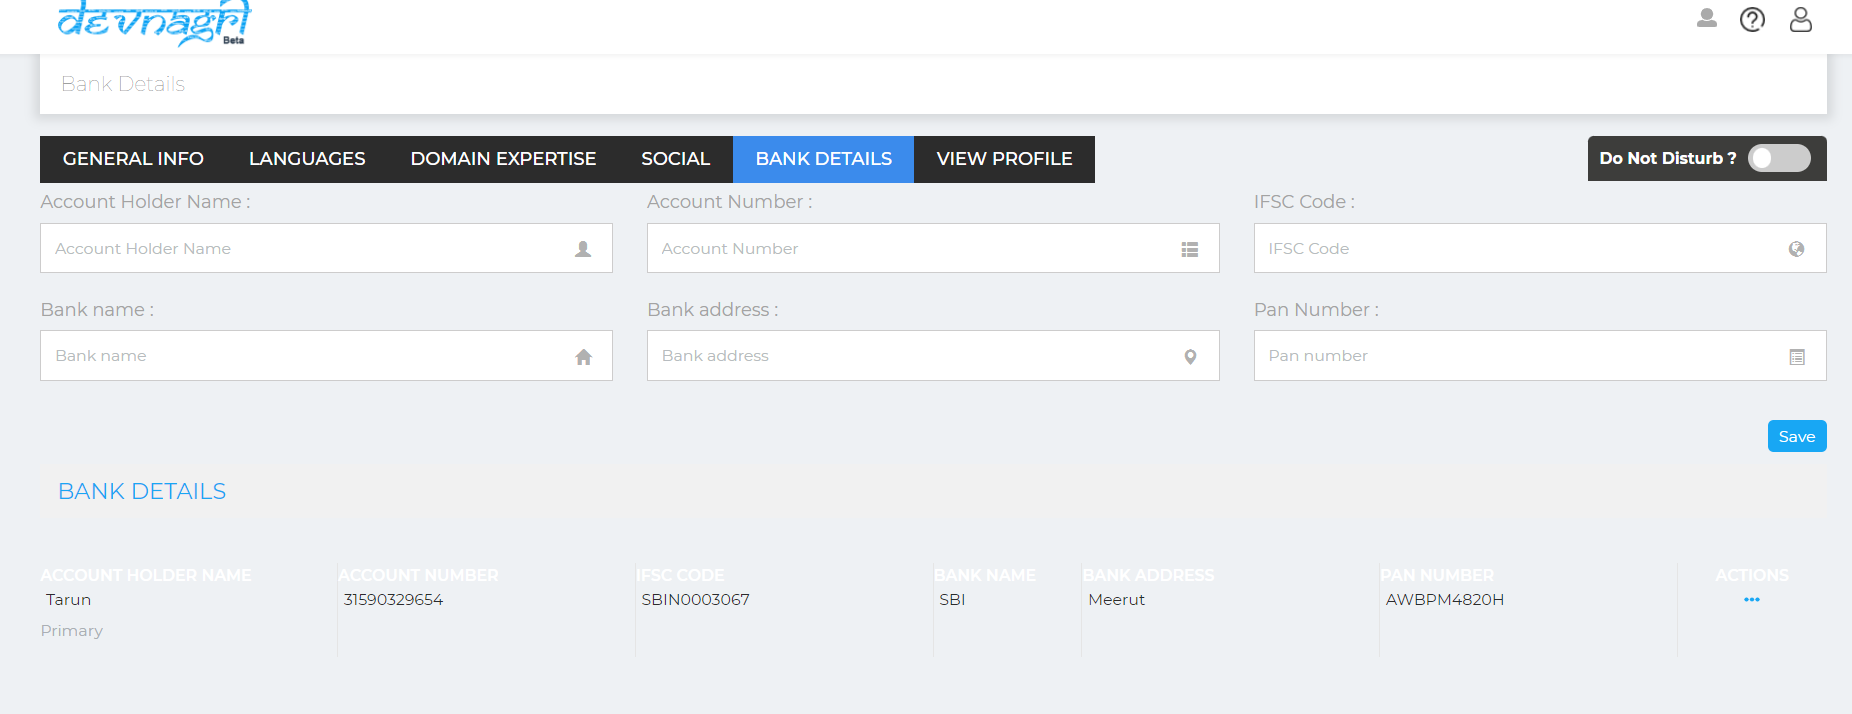 devnagri
Beta
Bank Details
GENERAL INFO LANGUAGES DOMAIN EXPERTISE SOCIAL BANK DETAILS VIEW PROFILE Do Not Disturb ?
Account Holder Name : Account Number : IFSC Code :
Account Holder Name Account Number IFSC Code
Bank name : Bank address : Pan Number :
Bank name Bank address Pan number
Save
BANK DETAILS
ACCOUNT HOLDER NAME ACCOUNT NUMBER IFSC CODE BANK NAME BANK ADDRESS PAN NUMBER ACTIONS
Tarun 31590329654 SBIN0003067 SBI Meerut AWBPM4820H
Primary